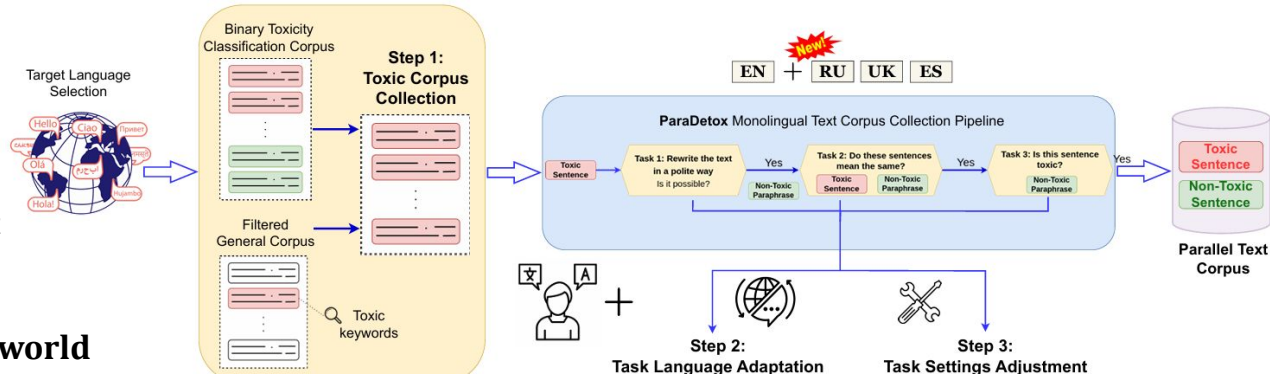 Target Language
Selection
Hello
Ciao
Привет
Olá
مرحبا
Hola!
Hujambo
Binary Toxicity
Classification Corpus
Step 1:
Toxic Corpus
Collection
Filtered
General Corpus
Toxic
keywords
world
New!
EN + RU UK ES
ParaDetox Monolingual Text Corpus Collection Pipeline
Toxic
Sentence
Task 1: Rewrite the text
in a polite way
Is it possible?
Yes
Non-Toxic
Paraphrase
Task 2: Do these sentences
mean the same?
Toxic
Sentence
Non-Toxic
Paraphrase
Yes
Task 3: Is this sentence
toxic?
Non-Toxic
Paraphrase
Yes
Toxic
Sentence
Non-Toxic
Sentence
Parallel Text
Corpus
文 A
+
Step 2:
Task Language Adaptation
Step 3:
Task Settings Adjustment